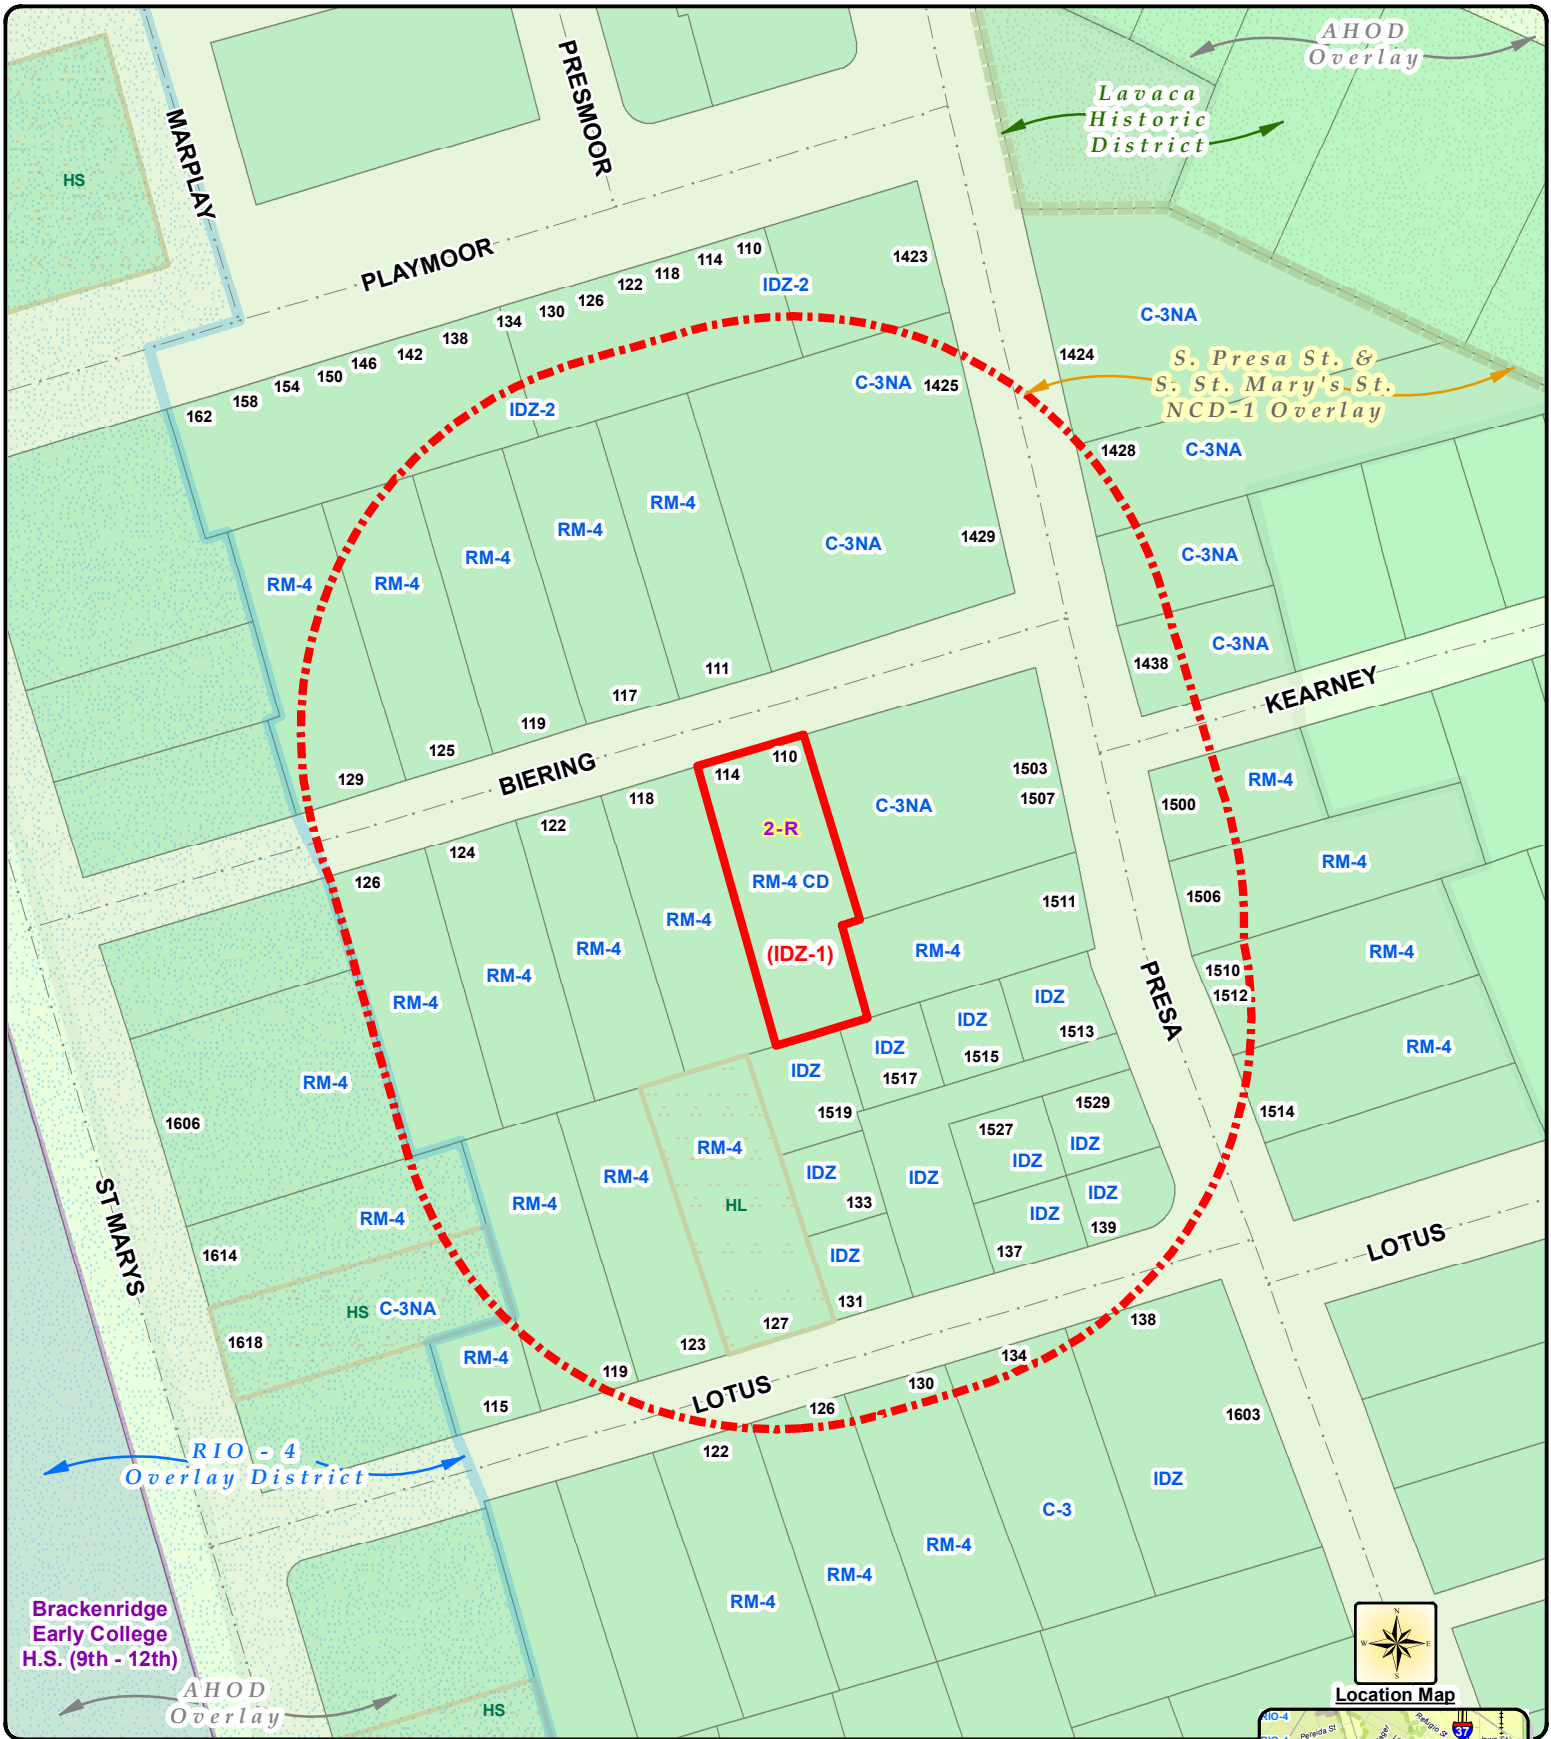 AHOD
Overlay
Lavaca
Historic
District
PRESMOOR
MARPLAY
HS
PLAYMOOR
110
114
118
122
126
130
134
138
142
146
150
154
158
162
1423
IDZ-2
C-3NA
1424
S. Presa St. &
S. St. Mary's St.
NCD-1 Overlay
C-3NA
1425
IDZ-2
1428
C-3NA
RM-4
RM-4
RM-4
RM-4
RM-4
C-3NA
1429
C-3NA
C-3NA
1438
KEARNEY
111
117
119
125
129
BIERING
110
114
118
122
124
126
1503
1507
C-3NA
1500
RM-4
2-R
RM-4 CD
(IDZ-1)
RM-4
RM-4
RM-4
RM-4
1511
RM-4
1506
RM-4
RM-4
1510
1512
PRESA
IDZ
IDZ
IDZ
IDZ
1513
1515
1517
1519
RM-4
RM-4
1606
1514
1529
1527
IDZ
IDZ
IDZ
IDZ
IDZ
IDZ
IDZ
133
139
137
131
RM-4
RM-4
RM-4
HL
127
123
119
ST MARYS
RM-4
1614
HS
C-3NA
1618
RM-4
115
LOTUS
LOTUS
138
134
130
126
122
1603
IDZ
C-3
RM-4
RM-4
RM-4
RIO - 4
Overlay District
Brackenridge
Early College
H.S. (9th - 12th)
AHOD
Overlay
HS
N
W
E
S
Location Map
RIO-4
Pereida St
Refugio St
37